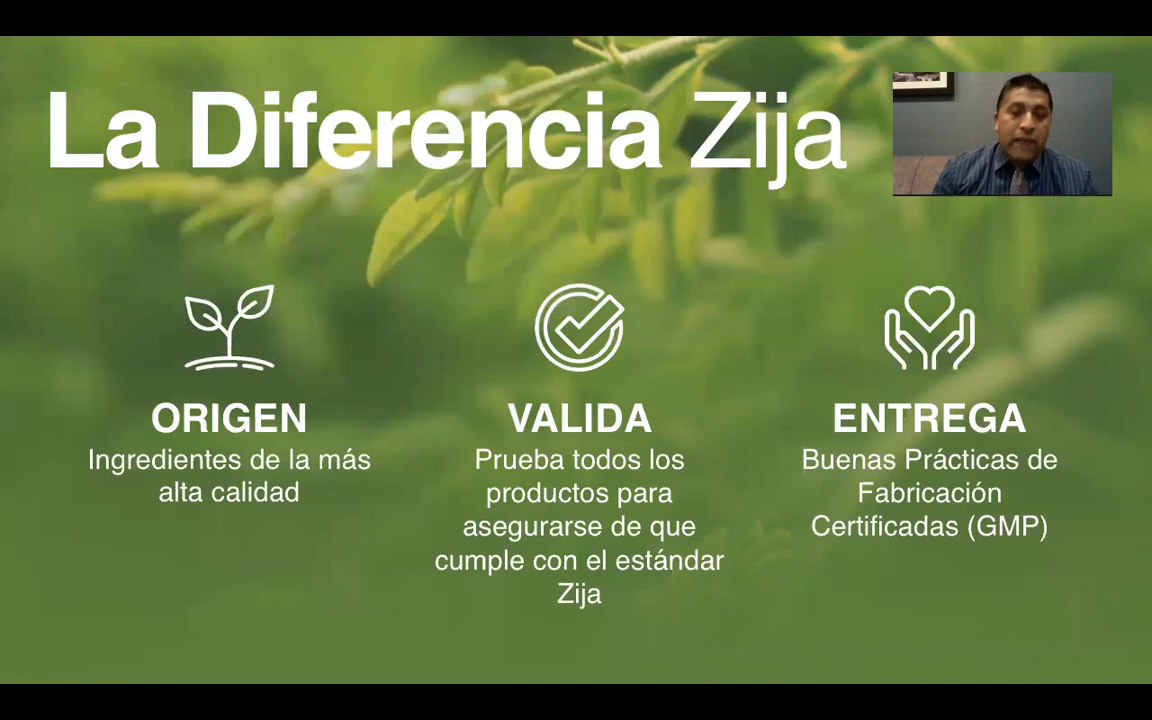 La Diferencia Zija
ORIGEN
Ingredientes de la más
alta calidad
VALIDA
Prueba todos los
productos para
asegurarse de que
cumple con el estándar
Zija
ENTREGA
Buenas Prácticas de
Fabricación
Certificadas (GMP)